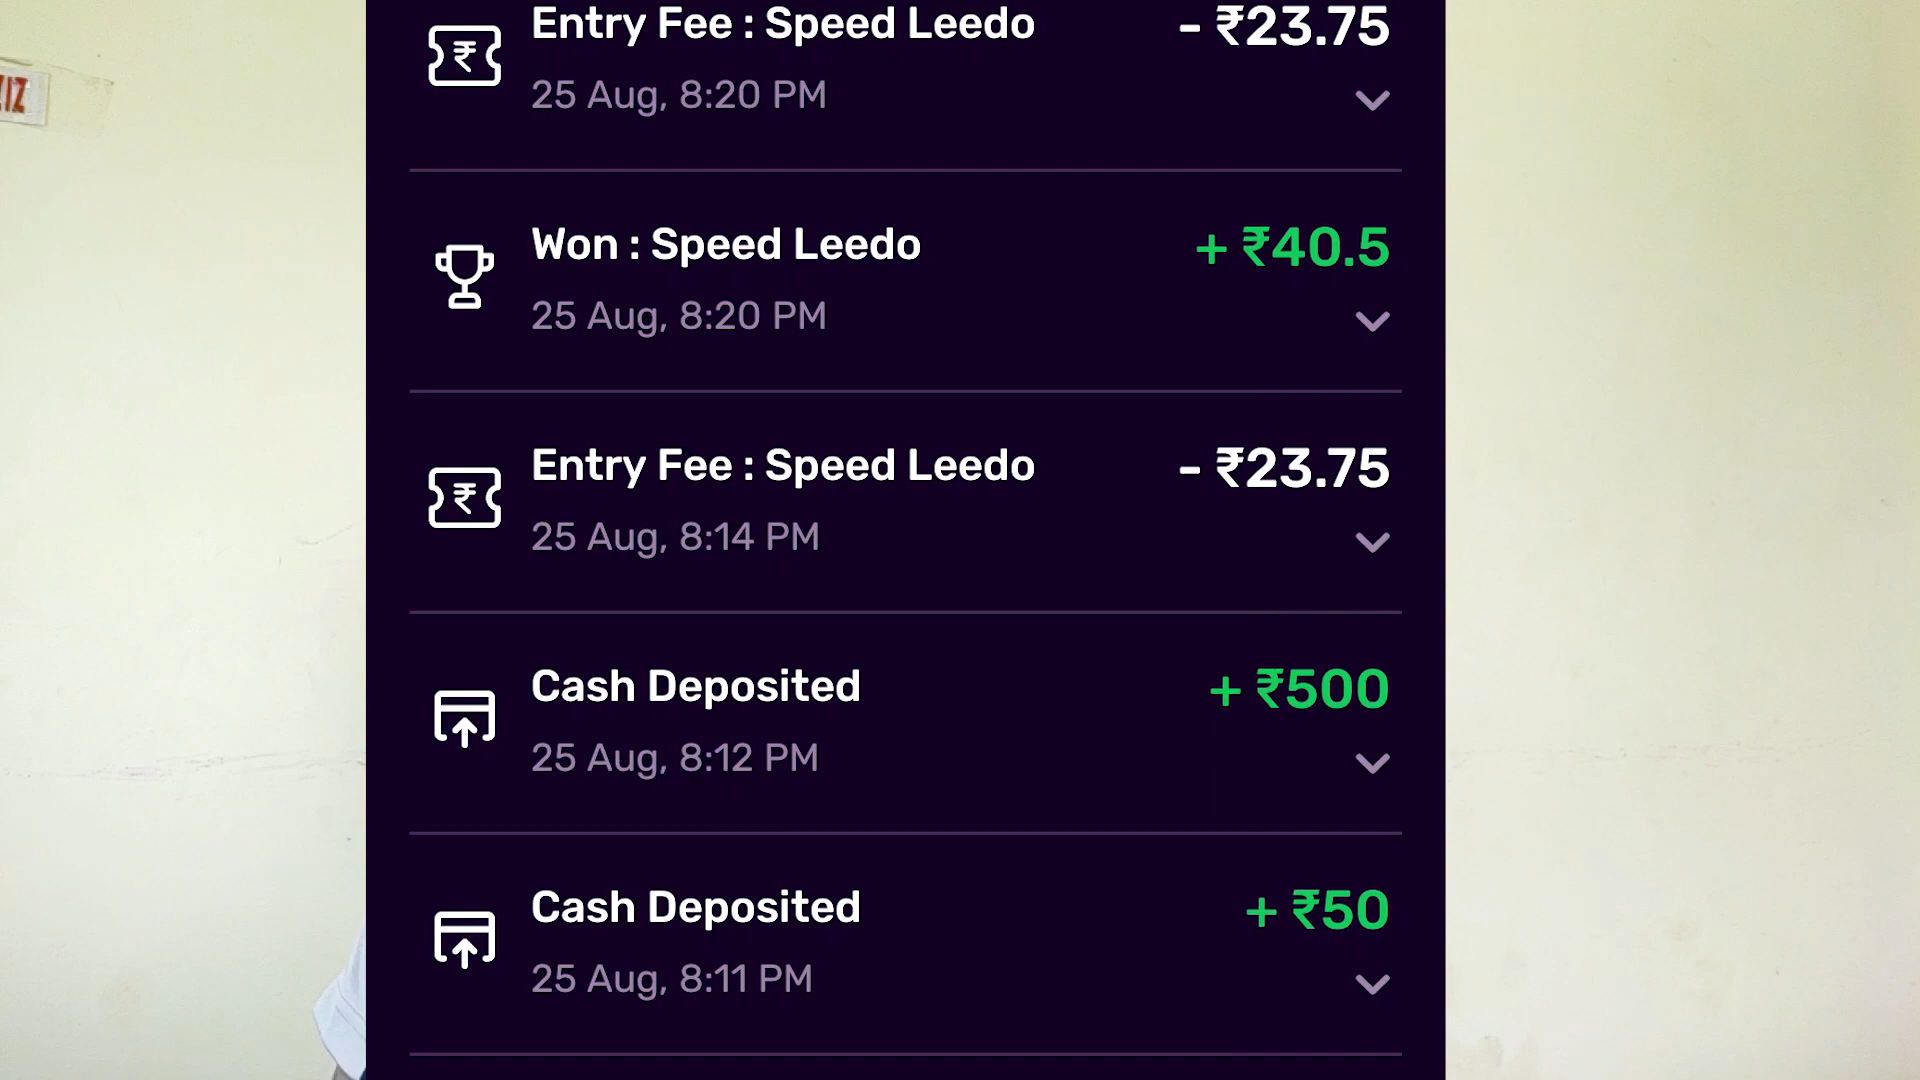 Entry Fee : Speed Leedo
- ₹23.75
25 Aug, 8:20 PM
Won : Speed Leedo
+ ₹40.5
25 Aug, 8:20 PM
Entry Fee : Speed Leedo
- ₹23.75
25 Aug, 8:14 PM
Cash Deposited
+ ₹500
25 Aug, 8:12 PM
Cash Deposited
+ ₹50
25 Aug, 8:11 PM